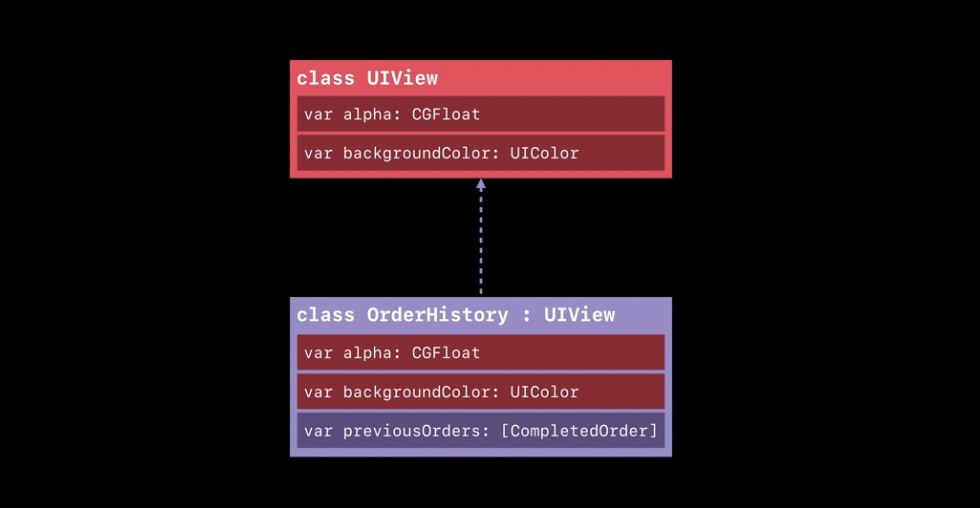 class UIView
var alpha: CGFloat
var backgroundColor: UIColor
class OrderHistory : UIView
var alpha: CGFloat
var backgroundColor: UIColor
var previousOrders: [CompletedOrder]